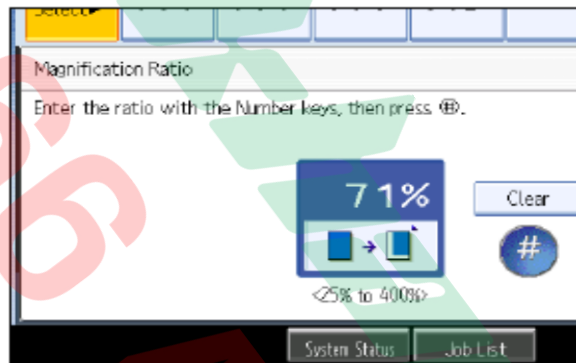 Select►
Magnification Ratio
Enter the ratio with the Number keys, then press ⊞.
71%
Clear
#
<25% to 400%>
System Status
Job List